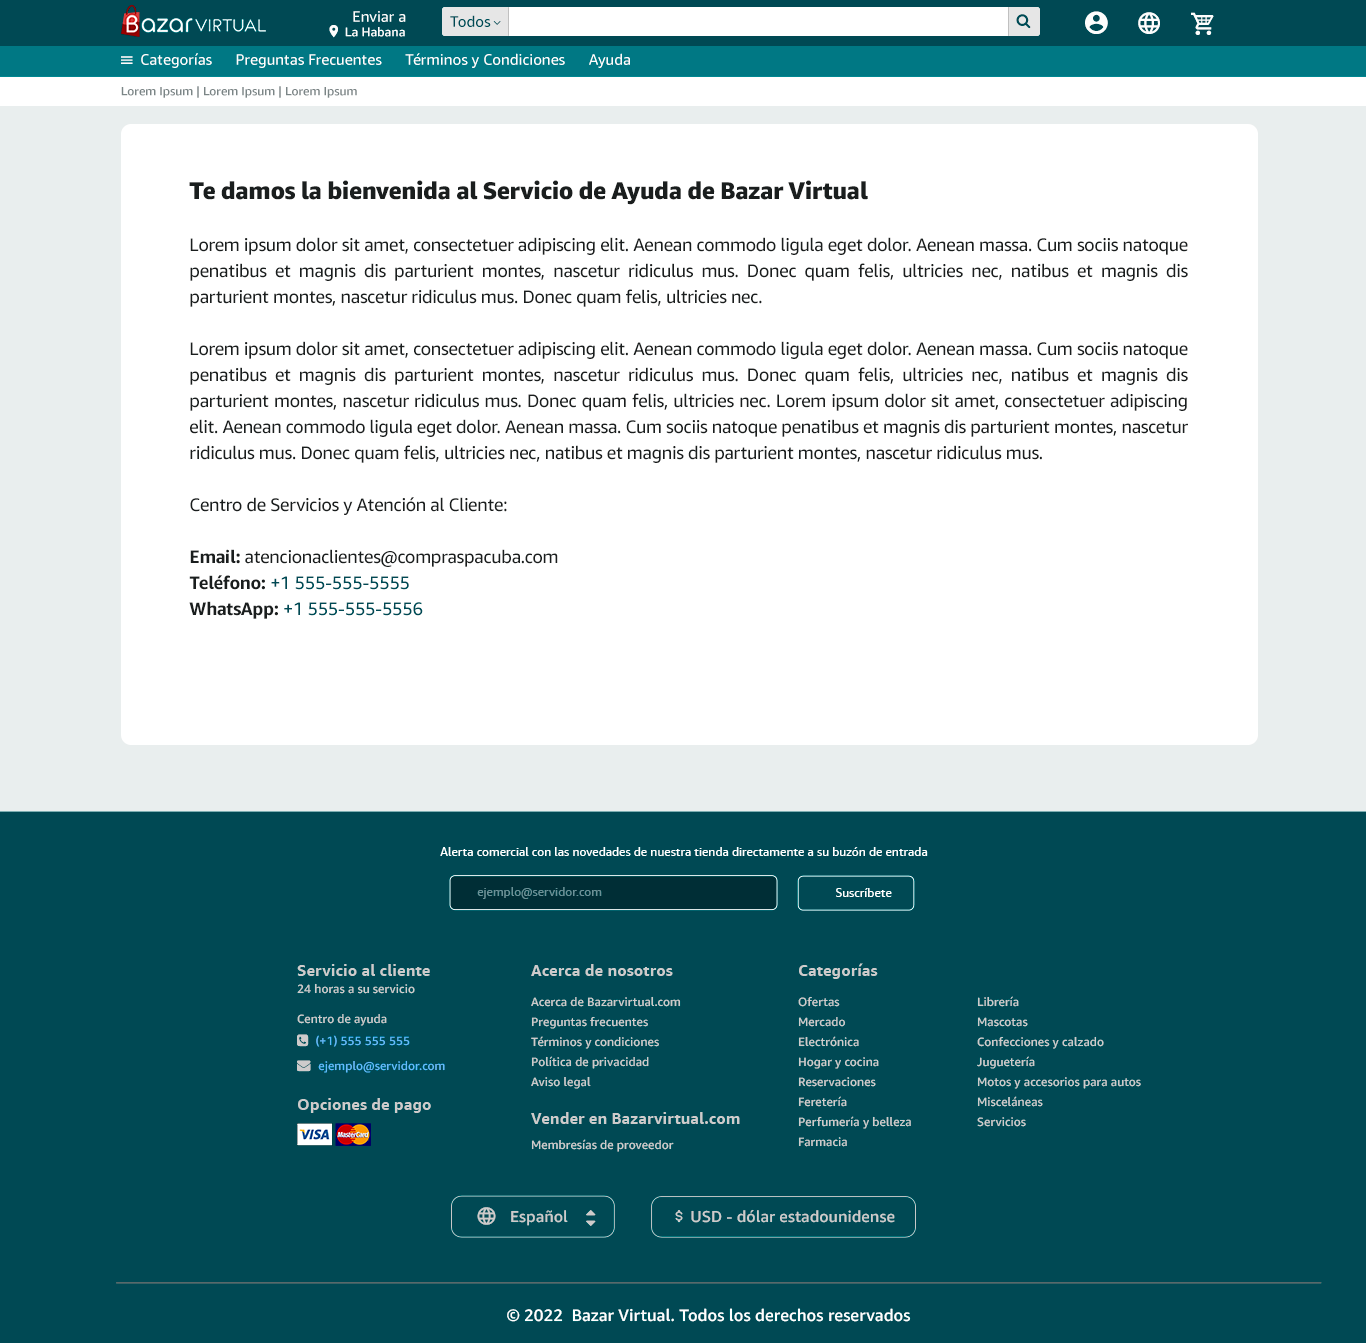 Bazar VIRTUAL
Enviar a
La Habana
Todos
Categorías Preguntas Frecuentes Términos y Condiciones Ayuda
Lorem Ipsum | Lorem Ipsum | Lorem Ipsum
Te damos la bienvenida al Servicio de Ayuda de Bazar Virtual
Lorem ipsum dolor sit amet, consectetuer adipiscing elit. Aenean commodo ligula eget dolor. Aenean massa. Cum sociis natoque
penatibus et magnis dis parturient montes, nascetur ridiculus mus. Donec quam felis, ultricies nec, natibus et magnis dis
parturient montes, nascetur ridiculus mus. Donec quam felis, ultricies nec.
Lorem ipsum dolor sit amet, consectetuer adipiscing elit. Aenean commodo ligula eget dolor. Aenean massa. Cum sociis natoque
penatibus et magnis dis parturient montes, nascetur ridiculus mus. Donec quam felis, ultricies nec, natibus et magnis dis
parturient montes, nascetur ridiculus mus. Donec quam felis, ultricies nec. Lorem ipsum dolor sit amet, consectetuer adipiscing
elit. Aenean commodo ligula eget dolor. Aenean massa. Cum sociis natoque penatibus et magnis dis parturient montes, nascetur
ridiculus mus. Donec quam felis, ultricies nec, natibus et magnis dis parturient montes, nascetur ridiculus mus.
Centro de Servicios y Atención al Cliente:
Email: atencionaclientes@compraspacuba.com
Teléfono: +1 555-555-5555
WhatsApp: +1 555-555-5556
Alerta comercial con las novedades de nuestra tienda directamente a su buzón de entrada
ejemplo@servidor.com
Suscríbete
Servicio al cliente
24 horas a su servicio
Centro de ayuda
(+1) 555 555 555
ejemplo@servidor.com
Opciones de pago
VISA MasterCard
Acerca de nosotros
Acerca de Bazarvirtual.com
Preguntas frecuentes
Términos y condiciones
Política de privacidad
Aviso legal
Vender en Bazarvirtual.com
Membresías de proveedor
Categorías
Ofertas
Mercado
Electrónica
Hogar y cocina
Reservaciones
Feretería
Perfumería y belleza
Farmacia
Librería
Mascotas
Confecciones y calzado
Juguetería
Motos y accesorios para autos
Misceláneas
Servicios
Español
$ USD - dólar estadounidense
© 2022 Bazar Virtual. Todos los derechos reservados